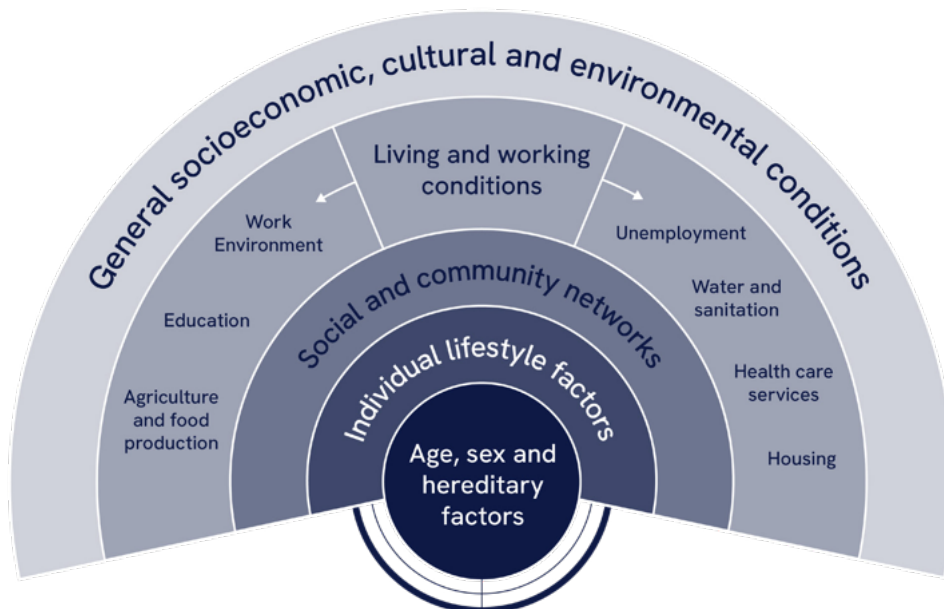 General socioeconomic, cultural and environmental conditions
Living and working
conditions
Work
Environment
Education
Agriculture
and food
production
Unemployment
Water and
sanitation
Health care
services
Housing
Social and community networks
Individual lifestyle factors
Age, sex and
hereditary
factors